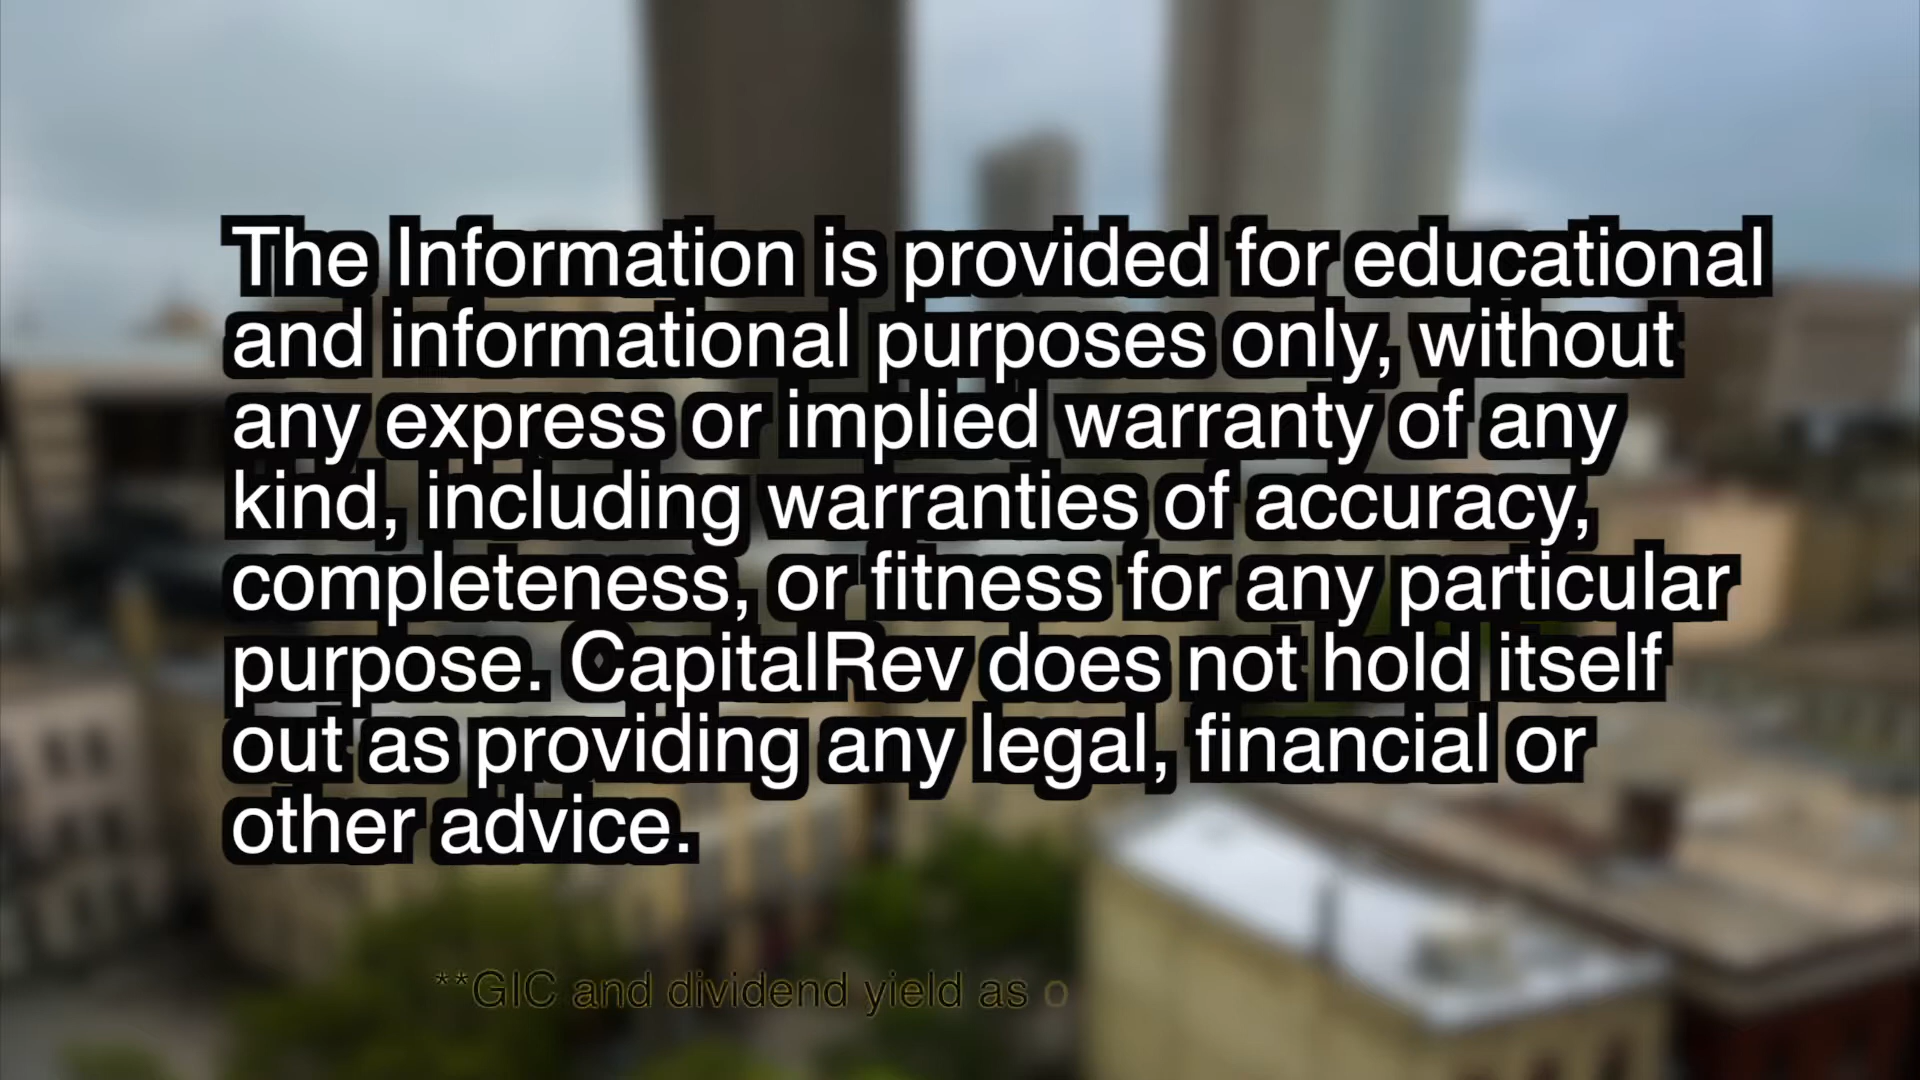 The Information is provided for educational
and informational purposes only, without
any express or implied warranty of any
kind, including warranties of accuracy,
completeness, or fitness for any particular
purpose. CapitalRev does not hold itself
out as providing any legal, financial or
other advice.
**GIC and dividend yield as o